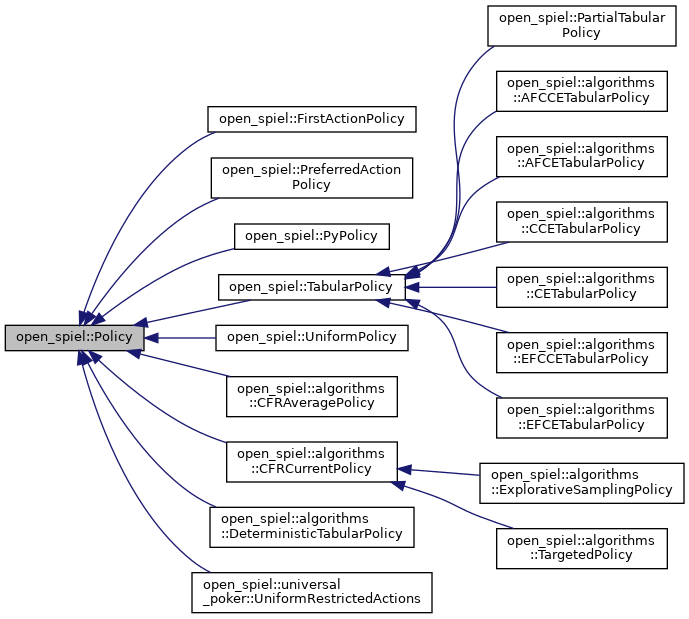 open_spiel::PartialTabular
Policy
open_spiel::algorithms
::AFCCETabularPolicy
open_spiel::FirstActionPolicy
open_spiel::algorithms
::AFCETabularPolicy
open_spiel::PreferredAction
Policy
open_spiel::algorithms
::CCETabularPolicy
open_spiel::PyPolicy
open_spiel::TabularPolicy
open_spiel::algorithms
::CETabularPolicy
open_spiel::Policy
open_spiel::UniformPolicy
open_spiel::algorithms
::EFCCETabularPolicy
open_spiel::algorithms
::CFRAveragePolicy
open_spiel::algorithms
::EFCETabularPolicy
open_spiel::algorithms
::CFRCurrentPolicy
open_spiel::algorithms
::ExplorativeSamplingPolicy
open_spiel::algorithms
::DeterministicTabularPolicy
open_spiel::algorithms
::TargetedPolicy
open_spiel::universal
_poker::UniformRestrictedActions